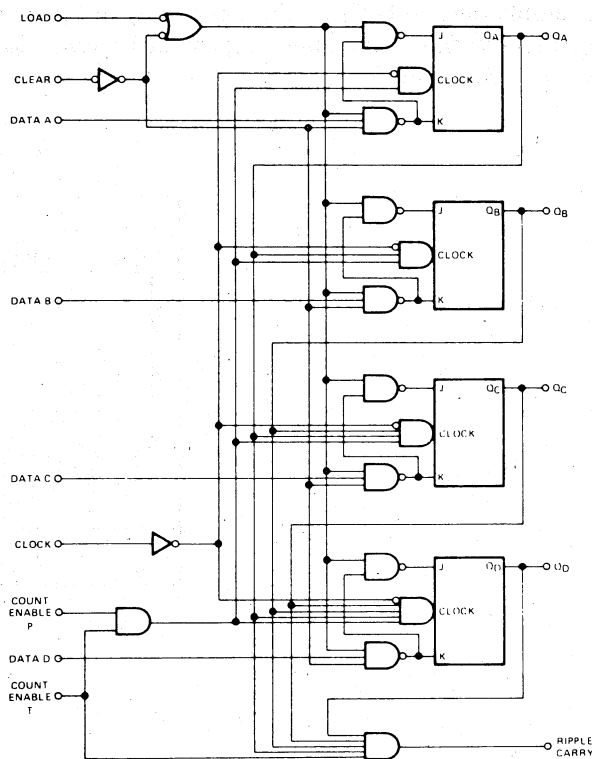 LOAD
CLEAR
DATA A
J
QA
QA
CLOCK
K
J
QB
QB
CLOCK
K
DATA B
J
QC
QC
CLOCK
K
DATA C
CLOCK
J
QD
QD
COUNT
ENABLE
P
CLOCK
DATA D
K
COUNT
ENABLE
T
RIPPLE
CARRY